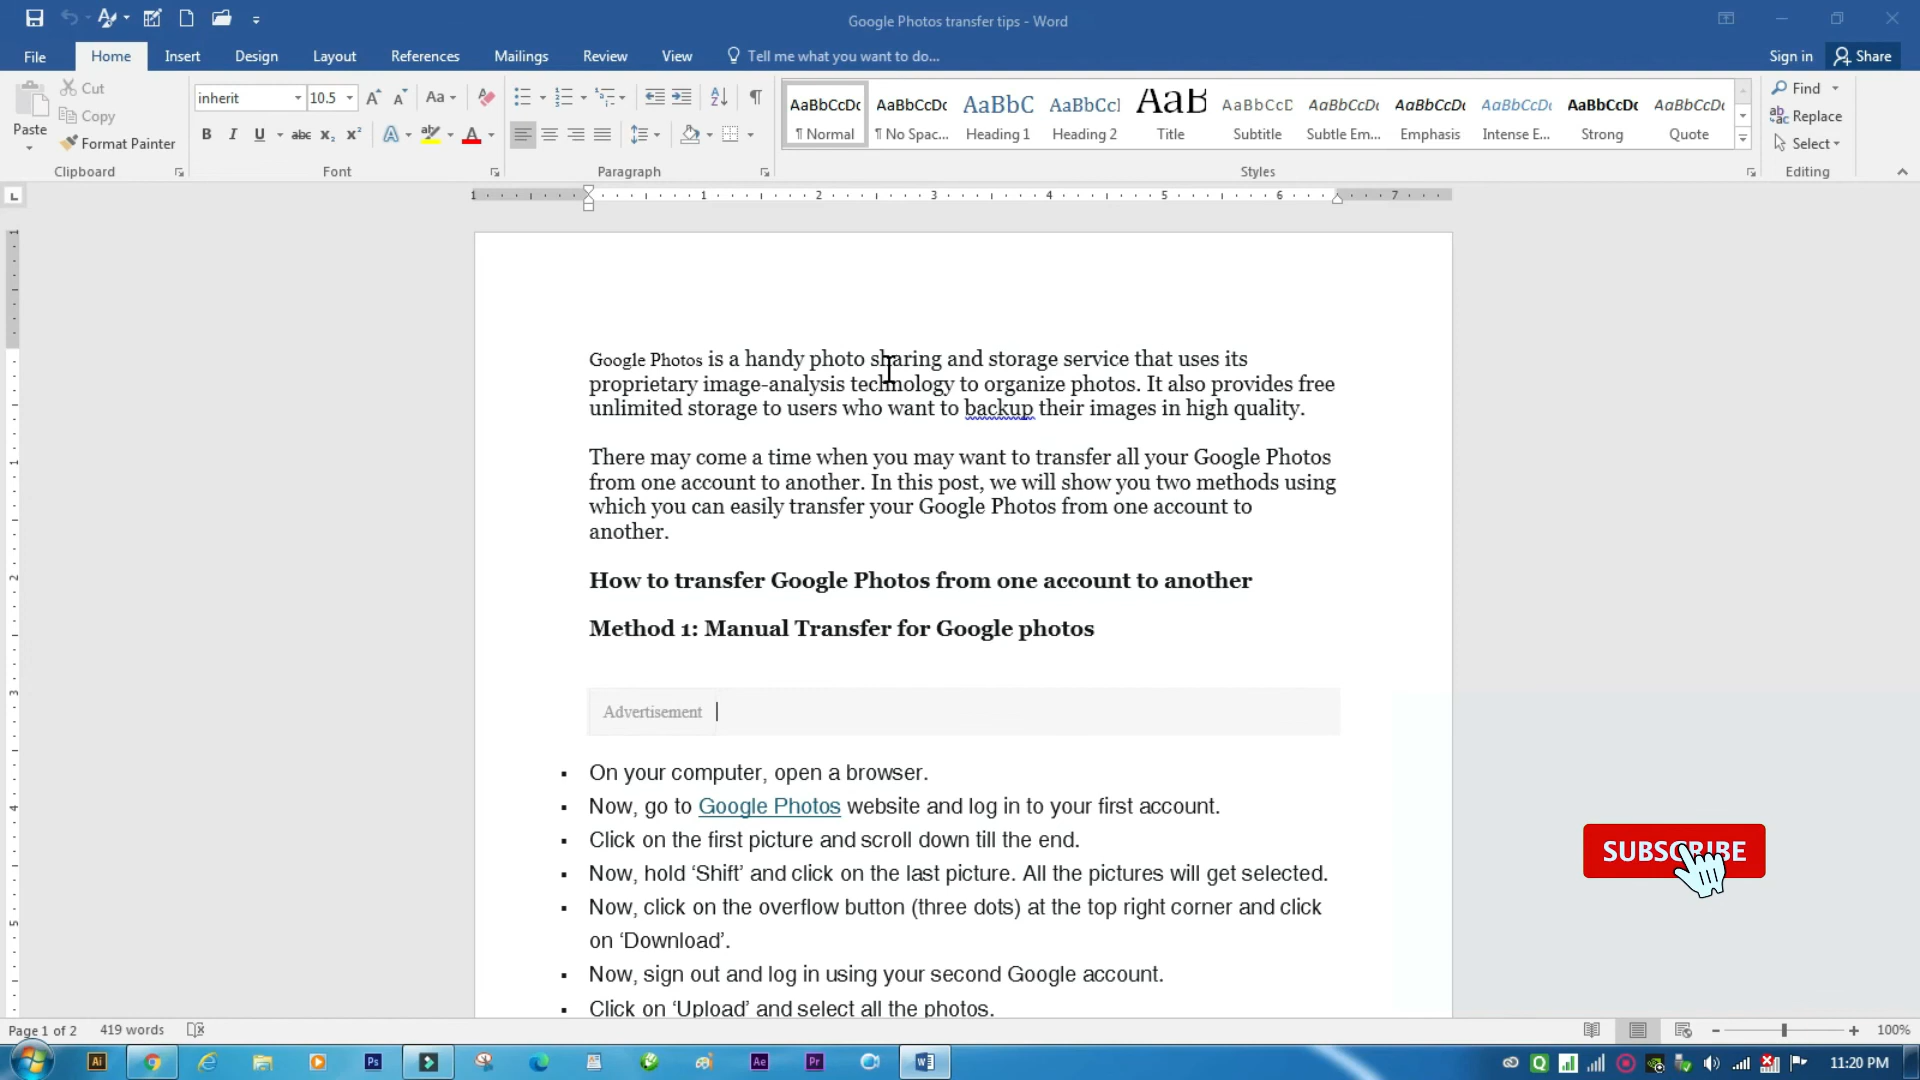 Google Photos transfer tips - Word
File Home Insert Design Layout References Mailings Review View Tell me what you want to do... Sign in Share
Paste
Cut
Copy
Format Painter
Clipboard
inherit 10.5
Font
Paragraph
AaBbCcDc AaBbCcDc AaBbC AaBbCcl AaB AaBbCcD AaBbCcDc AaBbCcDc AaBbCcDc AaBbCcDc AaBbCcDc
¶ Normal ¶ No Spac... Heading 1 Heading 2 Title Subtitle Subtle Em... Emphasis Intense E... Strong Quote
Styles
Find
Replace
Select
Editing
1 1 2 3 4 5 6 7
Google Photos is a handy photo sharing and storage service that uses its
proprietary image-analysis technology to organize photos. It also provides free
unlimited storage to users who want to backup their images in high quality.
There may come a time when you may want to transfer all your Google Photos
from one account to another. In this post, we will show you two methods using
which you can easily transfer your Google Photos from one account to
another.
How to transfer Google Photos from one account to another
Method 1: Manual Transfer for Google photos
Advertisement
▪ On your computer, open a browser.
▪ Now, go to Google Photos website and log in to your first account.
▪ Click on the first picture and scroll down till the end.
▪ Now, hold ‘Shift’ and click on the last picture. All the pictures will get selected.
▪ Now, click on the overflow button (three dots) at the top right corner and click
on ‘Download’.
▪ Now, sign out and log in using your second Google account.
▪ Click on ‘Upload’ and select all the photos.
SUBSCRIBE
Page 1 of 2 419 words 100%
11:20 PM